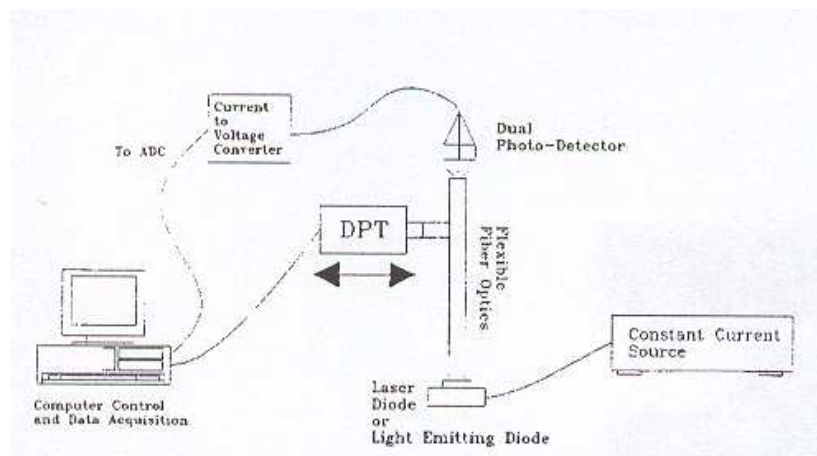 Current
to
Voltage
Converter
To ADC
Dual
Photo-Detector
DPT
Flexible
Fiber Optics
Constant Current
Source
Laser
Diode
or
Light Emitting Diode
Computer Control
and Data Acquisition